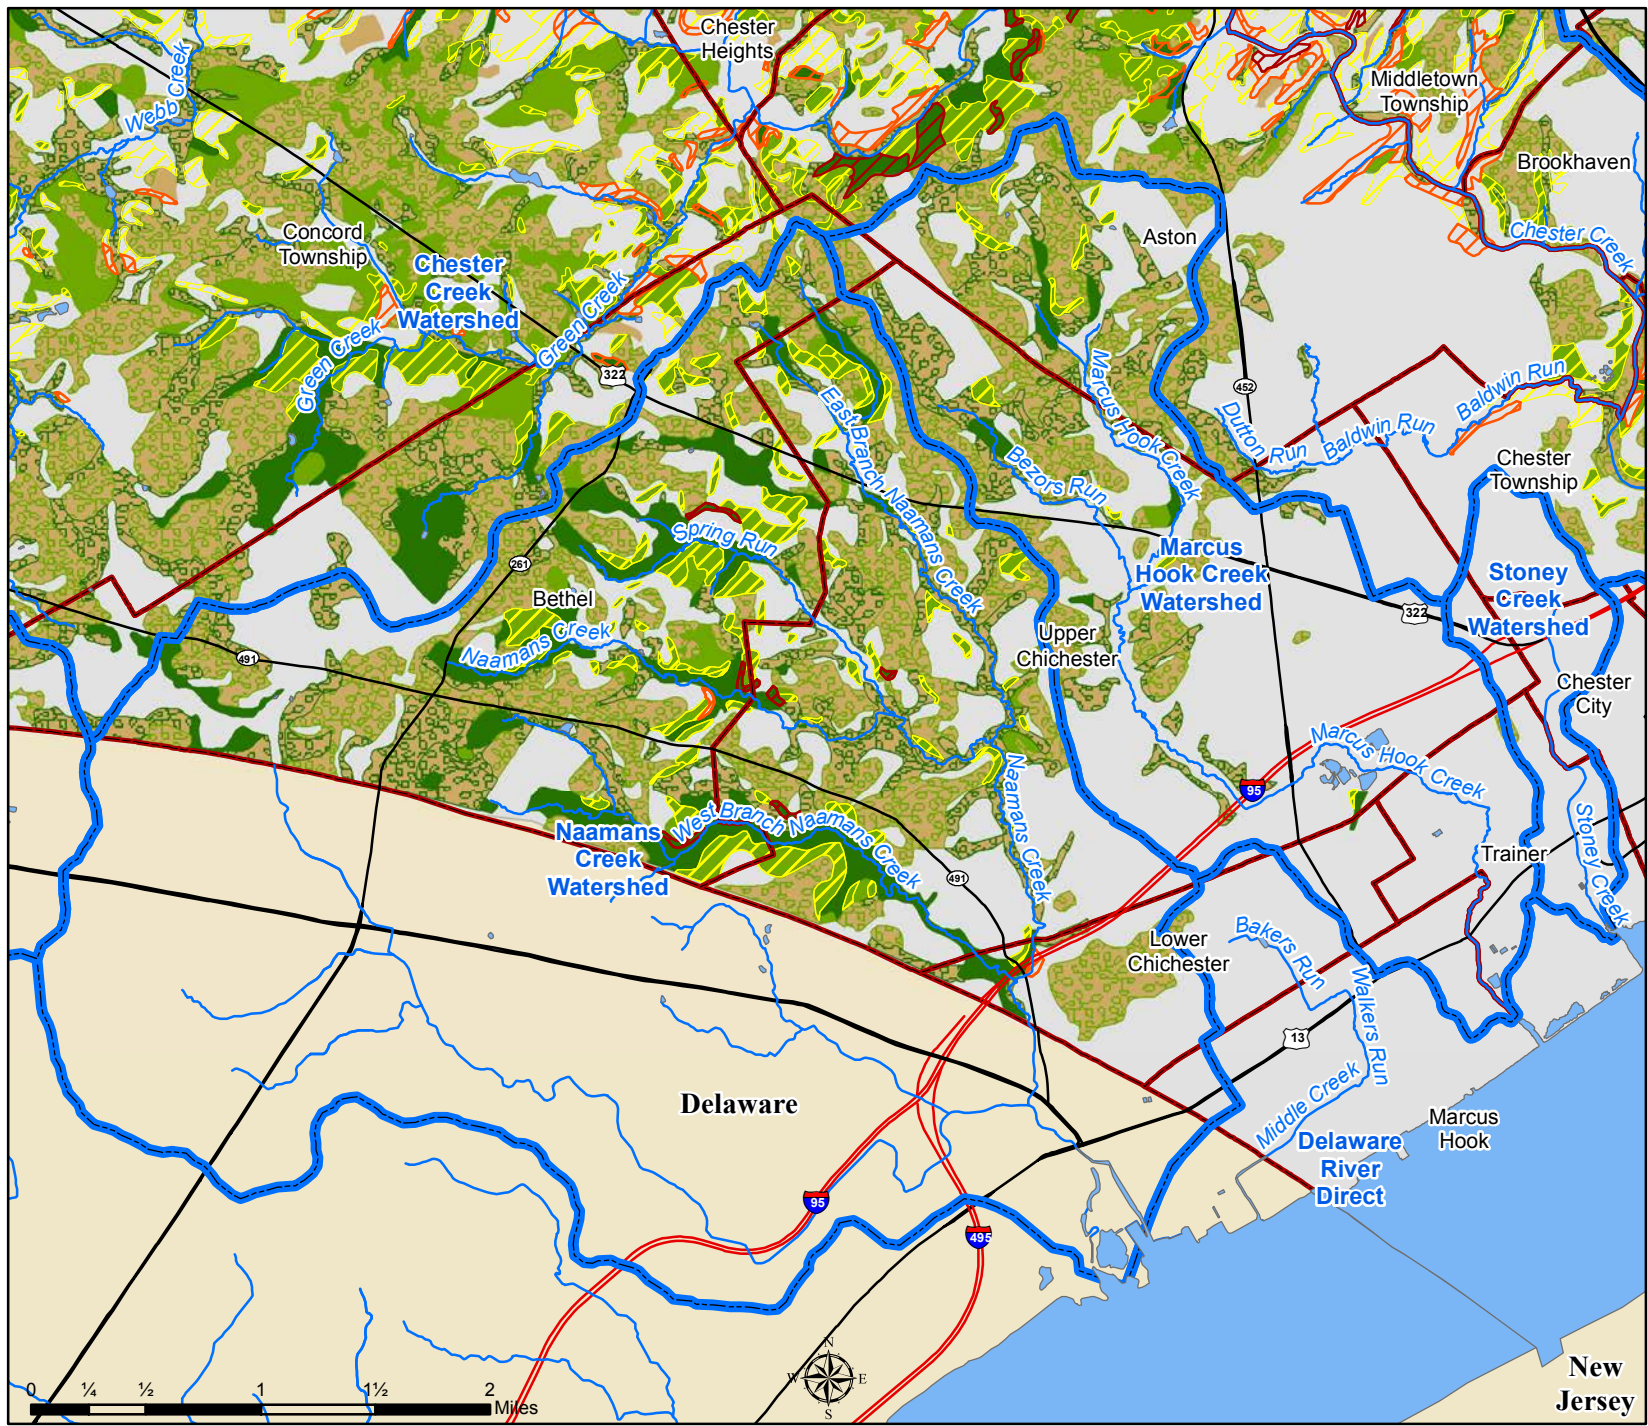 Chester
Heights
Webb Creek
Middletown
Township
Brookhaven
Concord
Township
Chester
Creek
Watershed
Aston
Chester Creek
Green Creek
Green Creek
322
452
Marcus Hook Creek
East Branch Naamans Creek
Dutton Run
Baldwin Run
Baldwin Run
Bezors Run
Chester
Township
Spring Run
261
Marcus
Hook Creek
Watershed
Stoney
Creek
Watershed
322
Bethel
Naamans Creek
491
Upper
Chichester
Chester
City
Marcus Hook Creek
95
Naamans Creek
Naamans
Creek
Watershed
West Branch Naamans Creek
491
Trainer
Stoney Creek
Lower
Chichester
Bakers Run
Walkers Run
13
Middle Creek
Delaware
Marcus
Hook
Delaware
River
Direct
95
495
N
W
E
S
0 ¼ ½ 1 1½ 2
Miles
New
Jersey